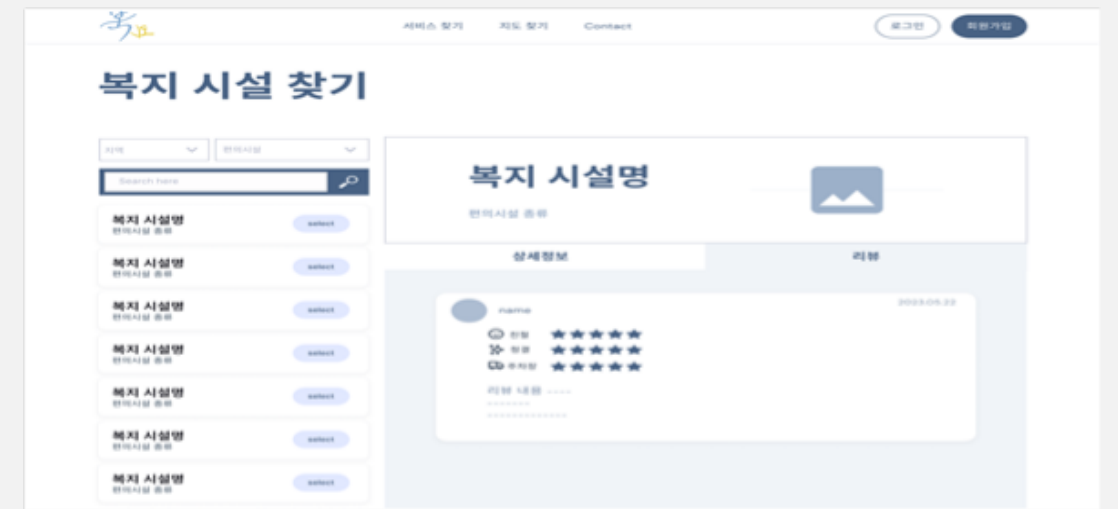 서비스 찾기
지도 찾기
Contact
로그인
회원가입
복지 시설 찾기
지역
편의시설
Search here
복지 시설명
편의시설 종류
select
복지 시설명
편의시설 종류
select
복지 시설명
편의시설 종류
select
복지 시설명
편의시설 종류
select
복지 시설명
편의시설 종류
select
복지 시설명
편의시설 종류
select
복지 시설명
편의시설 종류
select
복지 시설명
편의시설 종류
상세정보
리뷰
name
2023.05.22
친절
청결
주차장
리뷰 내용 ----
-------
-------------